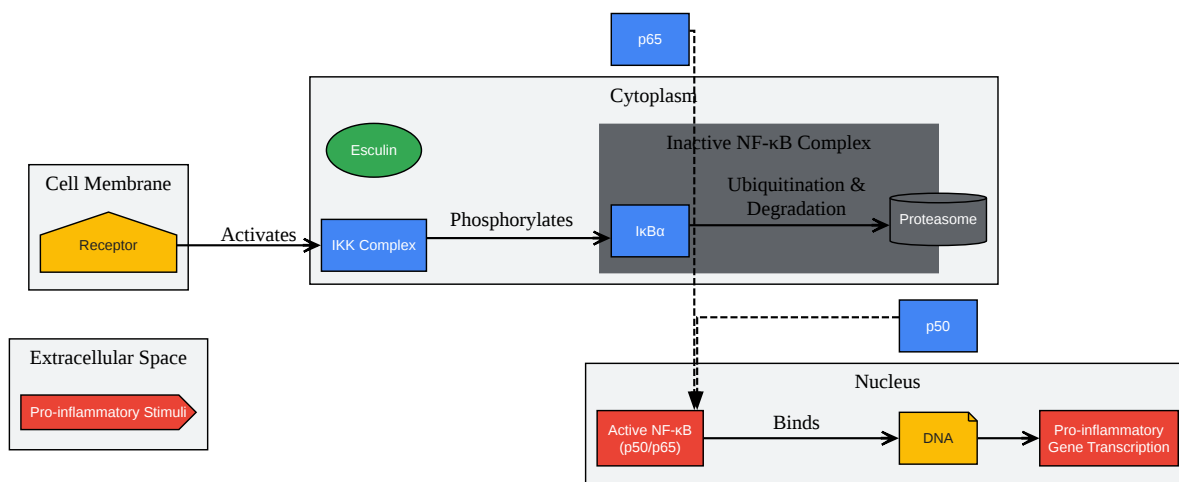 p65
Cytoplasm
Esculin
Inactive NF-κB Complex
Cell Membrane
Ubiquitination &
Degradation
Phosphorylates
Proteasome
IκBα
Receptor
Activates
IKK Complex
p50
Extracellular Space
Nucleus
Pro-inflammatory Stimuli
Active NF-κB
(p50/p65)
Binds
DNA
Pro-inflammatory
Gene Transcription